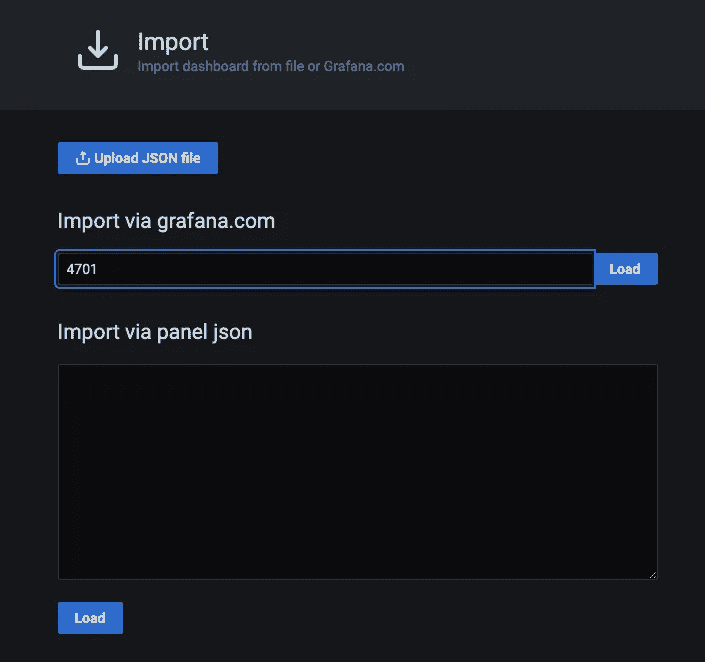 Import
Import dashboard from file or Grafana.com
Upload JSON file
Import via grafana.com
4701
Load
Import via panel json
Load